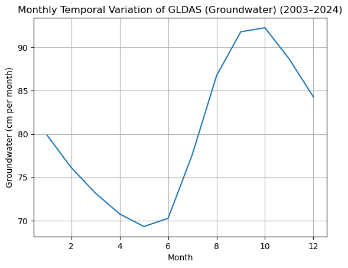 Monthly Temporal Variation of GLDAS (Groundwater) (2003–2024)
Groundwater (cm per month)
90
85
80
75
70
2 4 6 8 10 12
Month